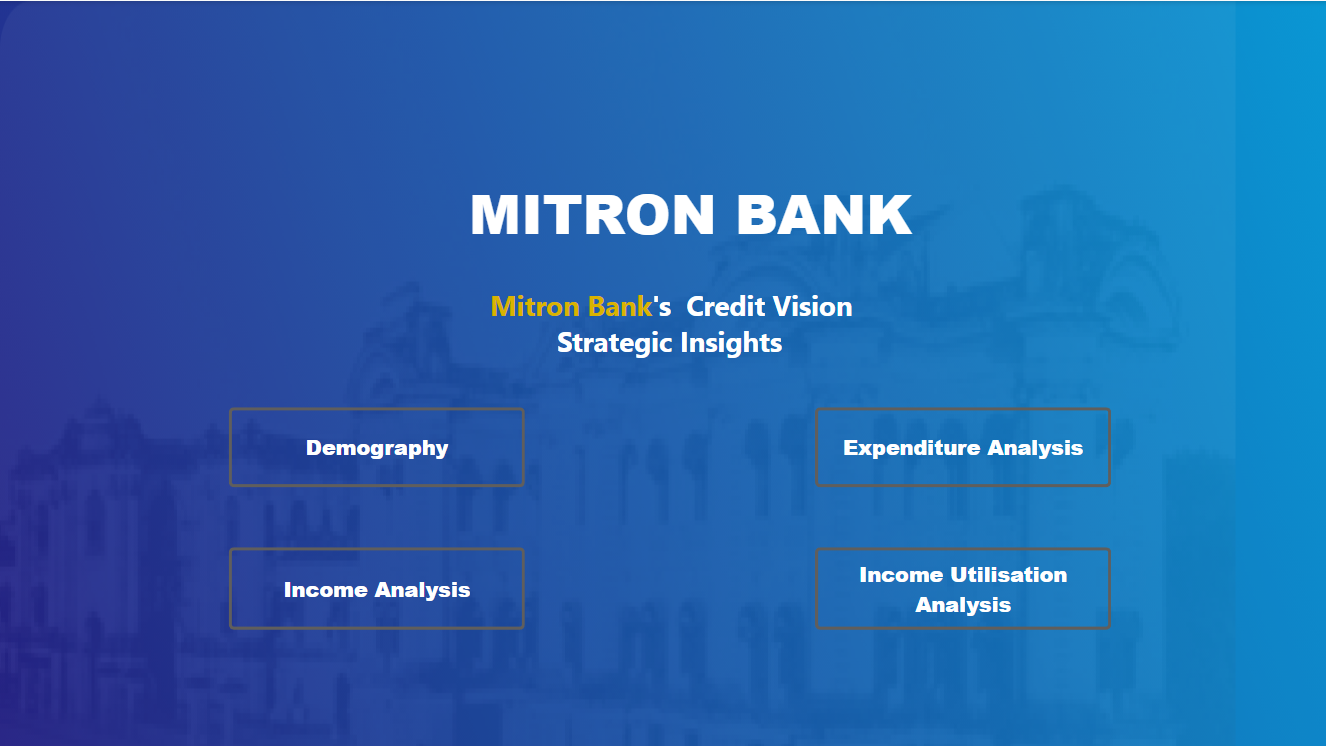 MITRON BANK
Mitron Bank's  Credit Vision
Strategic Insights
Demography
Expenditure Analysis
Income Analysis
Income Utilisation
Analysis